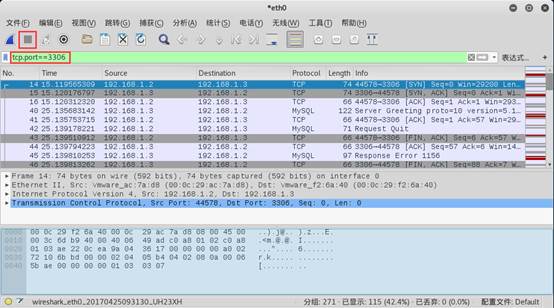 *eth0
文件(F) 编辑(E) 视图(V) 跳转(G) 捕获(C) 分析(A) 统计(S) 电话(Y) 无线(W) 工具(T) 帮助(H)
tcp.port==3306 表达式…
No. Time Source Destination Protocol Length Info
14 15.119565309 192.168.1.2 192.168.1.3 TCP 74 44578→3306 [SYN] Seq=0 Win=29200 Len…
15 15.120176797 192.168.1.3 192.168.1.2 TCP 74 3306→44578 [SYN, ACK] Seq=0 Ack=1 Wi…
16 15.120312320 192.168.1.2 192.168.1.3 TCP 66 44578→3306 [ACK] Seq=1 Ack=1 Win=293…
40 25.135683142 192.168.1.3 192.168.1.2 MySQL 122 Server Greeting proto=10 version=5.1…
41 25.135753715 192.168.1.2 192.168.1.3 TCP 66 44578→3306 [ACK] Seq=1 Ack=57 Win=29…
42 25.139178221 192.168.1.2 192.168.1.3 MySQL 71 Request Quit
43 25.139510912 192.168.1.2 192.168.1.3 TCP 66 44578→3306 [FIN, ACK] Seq=6 Ack=57 W…
44 25.139794223 192.168.1.3 192.168.1.2 TCP 66 3306→44578 [ACK] Seq=57 Ack=6 Win=14…
45 25.139810253 192.168.1.3 192.168.1.2 MySQL 97 Response Error 1156
46 25.139813262 192.168.1.3 192.168.1.2 TCP 66 3306→44578 [FIN, ACK] Seq=88 Ack=7 W
Frame 14: 74 bytes on wire (592 bits), 74 bytes captured (592 bits) on interface 0
Ethernet II, Src: Vmware_ac:7a:d8 (00:0c:29:ac:7a:d8), Dst: Vmware_f2:6a:40 (00:0c:29:f2:6a:40)
Internet Protocol Version 4, Src: 192.168.1.2, Dst: 192.168.1.3
Transmission Control Protocol, Src Port: 44578, Dst Port: 3306, Seq: 0, Len: 0
0000 00 0c 29 f2 6a 40 00 0c 29 ac 7a d8 08 00 45 00 ..).j@.. ).z...E.
0010 00 3c 6d b9 40 00 40 06 49 ad c0 a8 01 02 c0 a8 .<m.@.@. I.......
0020 01 03 ae 22 0c ea 9a 04 36 17 00 00 00 00 a0 02 ...".... 6.......
0030 72 10 6b bd 00 00 02 04 05 b4 04 02 08 0a 00 06 r.k..... ........
0040 5b ae 00 00 00 00 01 03 03 07 [....... ..
wireshark_eth0_20170425093130_UH23XH 分组: 271 · 已显示: 115 (42.4%) · 已丢弃: 0 (0.0%) 配置文件: Default